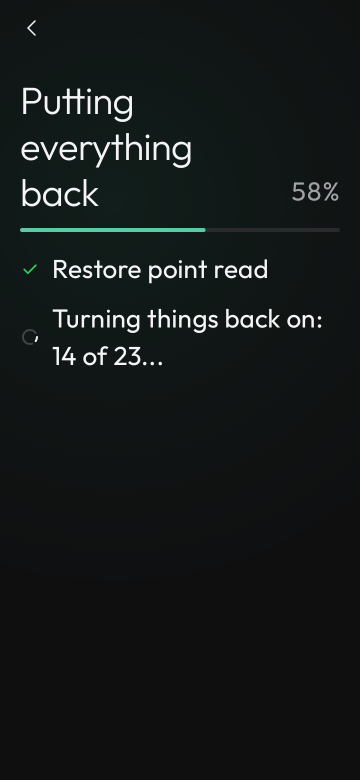 Putting
everything
back
58%
Restore point read
Turning things back on:
14 of 23...